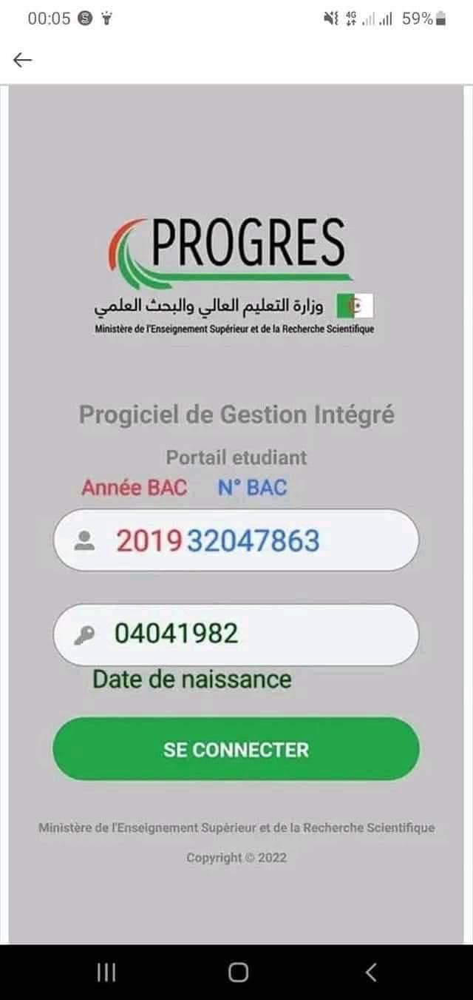 00:05 4G 59%
PROGRES
وزارة التعليم العالي والبحث العلمي
Ministère de l'Enseignement Supérieur et de la Recherche Scientifique
Progiciel de Gestion Intégré
Portail etudiant
Année BAC N° BAC
201932047863
04041982
Date de naissance
SE CONNECTER
Ministère de l'Enseignement Supérieur et de la Recherche Scientifique
Copyright © 2022